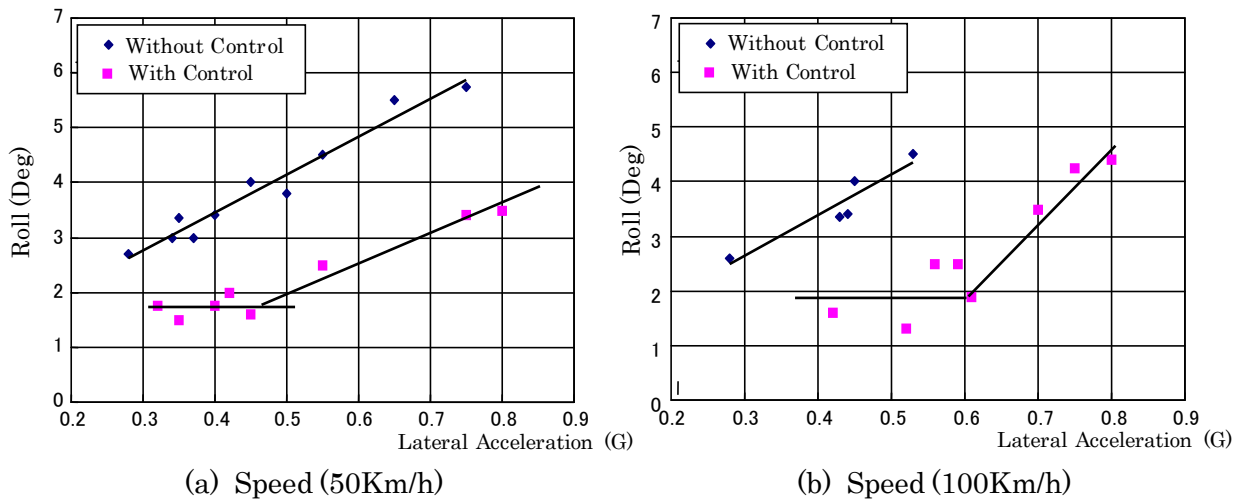 7
6
5
4
3
2
1
0
Roll (Deg)
Without Control
With Control
0.2 0.3 0.4 0.5 0.6 0.7 0.8 0.9
Lateral Acceleration (G)
(a) Speed (50Km/h)
7
6
5
4
3
2
1
0
Roll (Deg)
Without Control
With Control
0.2 0.3 0.4 0.5 0.6 0.7 0.8 0.9
Lateral Acceleration (G)
(b) Speed (100Km/h)